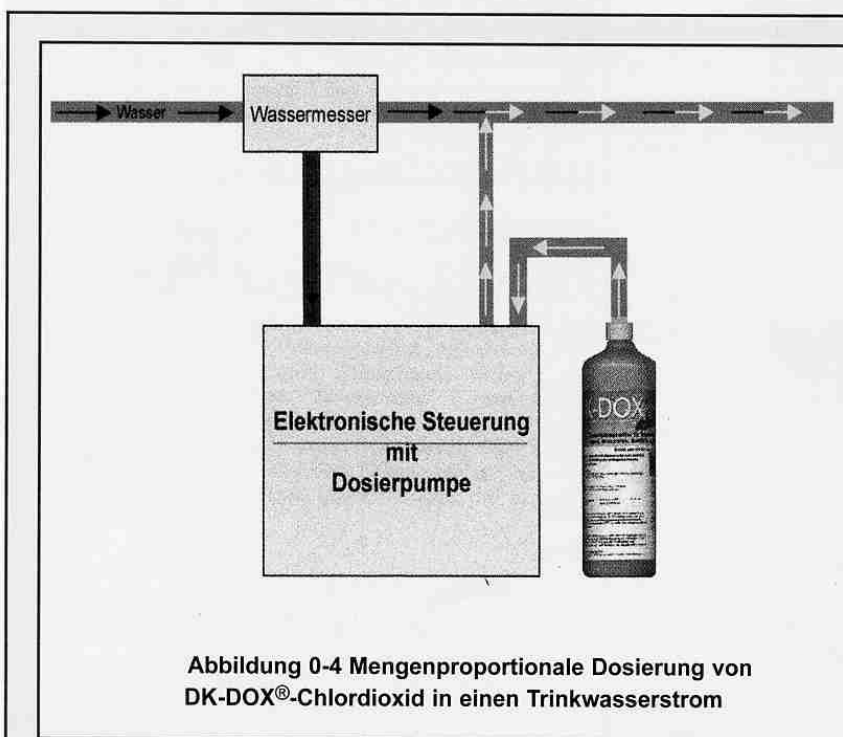 Wasser
Wassermesser
Elektronische Steuerung
mit
Dosierpumpe
-DOX
Abbildung 0-4 Mengenproportionale Dosierung von
DK-DOX®-Chlordioxid in einen Trinkwasserstrom